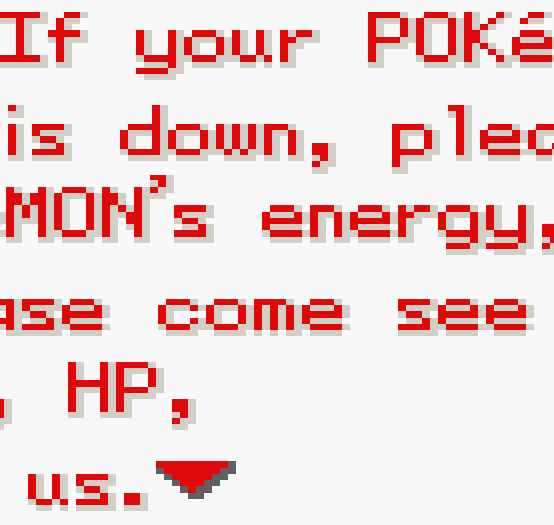 If your POKé
is down, plea
MON's energy,
ase come see
, HP,
us.